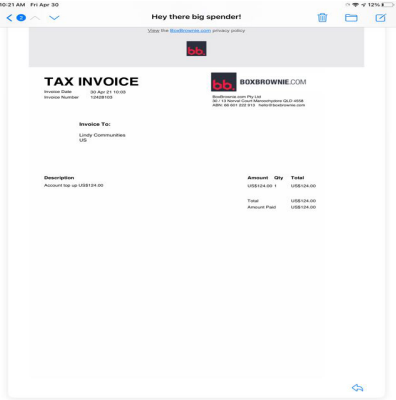 10:21 AM Fri Apr 30
12%
2
Hey there big spender!
View the BoxBrownie.com privacy policy
bb.
TAX INVOICE
bb. BOXBROWNIE.COM
Invoice Date 30 Apr 21 10:03
Invoice Number 12428103
BoxBrownie.com Pty Ltd
Invoice To:
Lindy Communities
US
Description Amount Qty Total
Account top up US$124.00 US$124.00 1 US$124.00
Total US$124.00
Amount Paid US$124.00